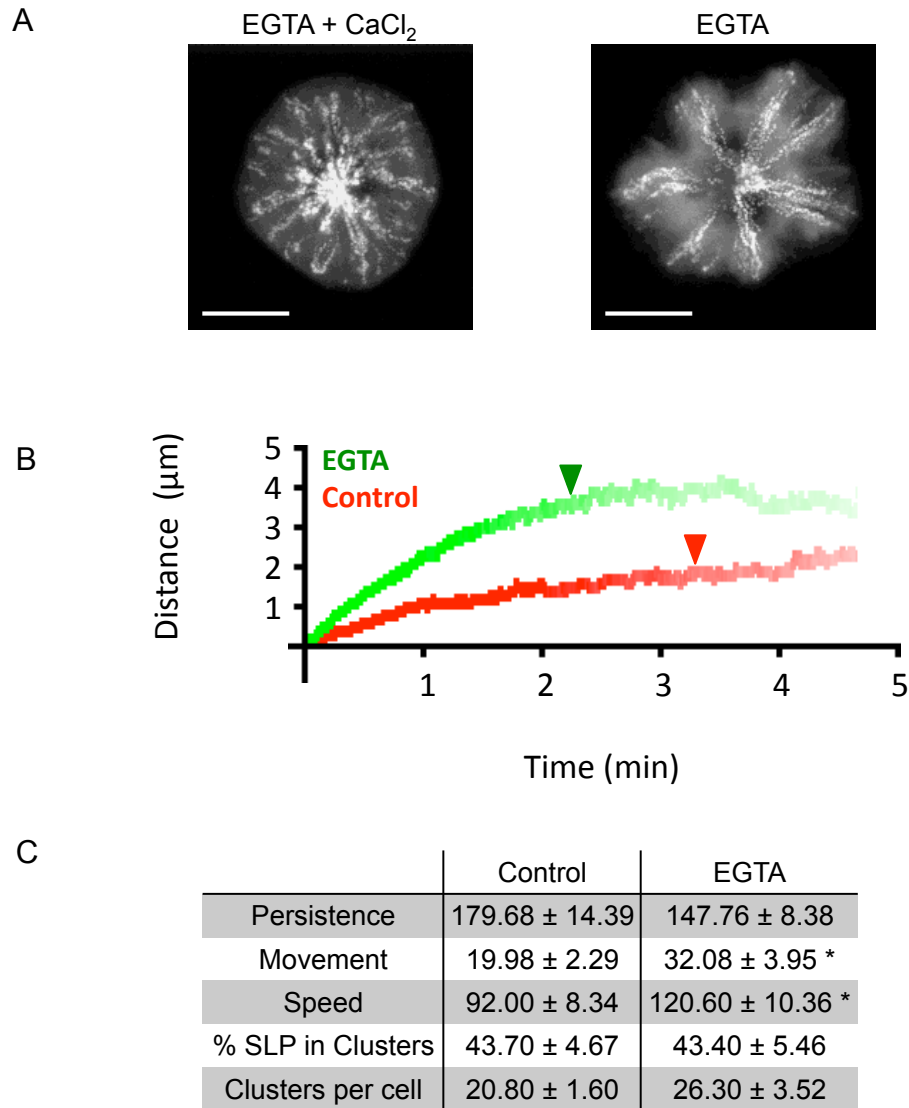 A
EGTA + CaCl₂
EGTA
B
5
4
3
2
1
Distance (µm)
EGTA
Control
1 2 3 4 5
Time (min)
C
Control EGTA
Persistence 179.68 ± 14.39 147.76 ± 8.38
Movement 19.98 ± 2.29 32.08 ± 3.95 *
Speed 92.00 ± 8.34 120.60 ± 10.36 *
% SLP in Clusters 43.70 ± 4.67 43.40 ± 5.46
Clusters per cell 20.80 ± 1.60 26.30 ± 3.52